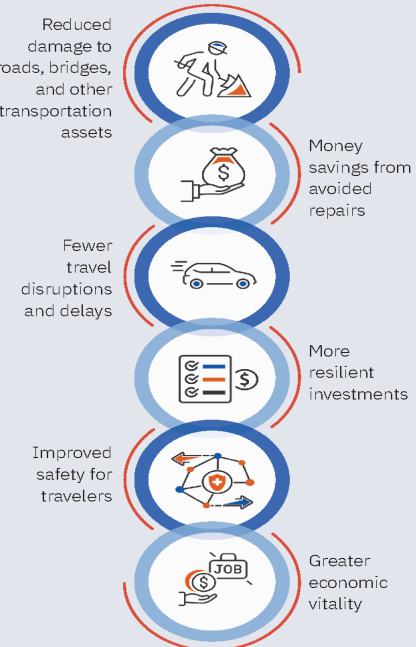 Reduced
damage to
roads, bridges,
and other
transportation
assets
$
Money
savings from
avoided
repairs
Fewer
travel
disruptions
and delays
$
More
resilient
investments
Improved
safety for
travelers
JOB
$
Greater
economic
vitality